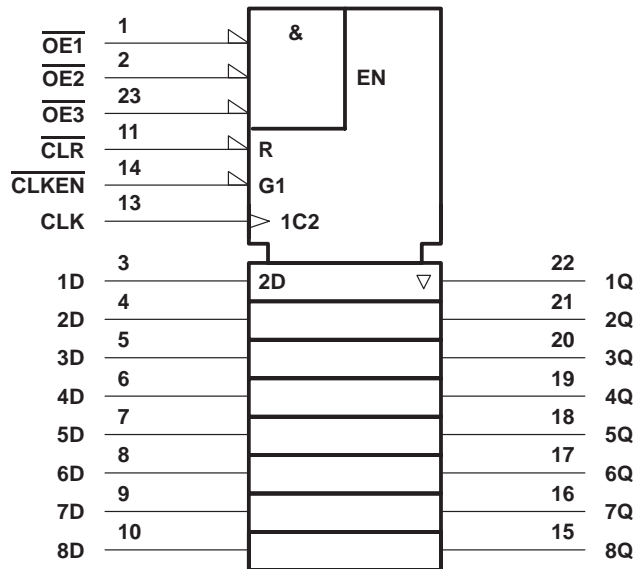 1
OE1
&
2
OE2
EN
23
OE3
11
CLR
R
14
CLKEN
G1
13
CLK
1C2
3
22
1D
2D
1Q
4
21
2D
2Q
5
20
3D
3Q
6
19
4D
4Q
7
18
5D
5Q
8
17
6D
6Q
9
16
7D
7Q
10
15
8D
8Q